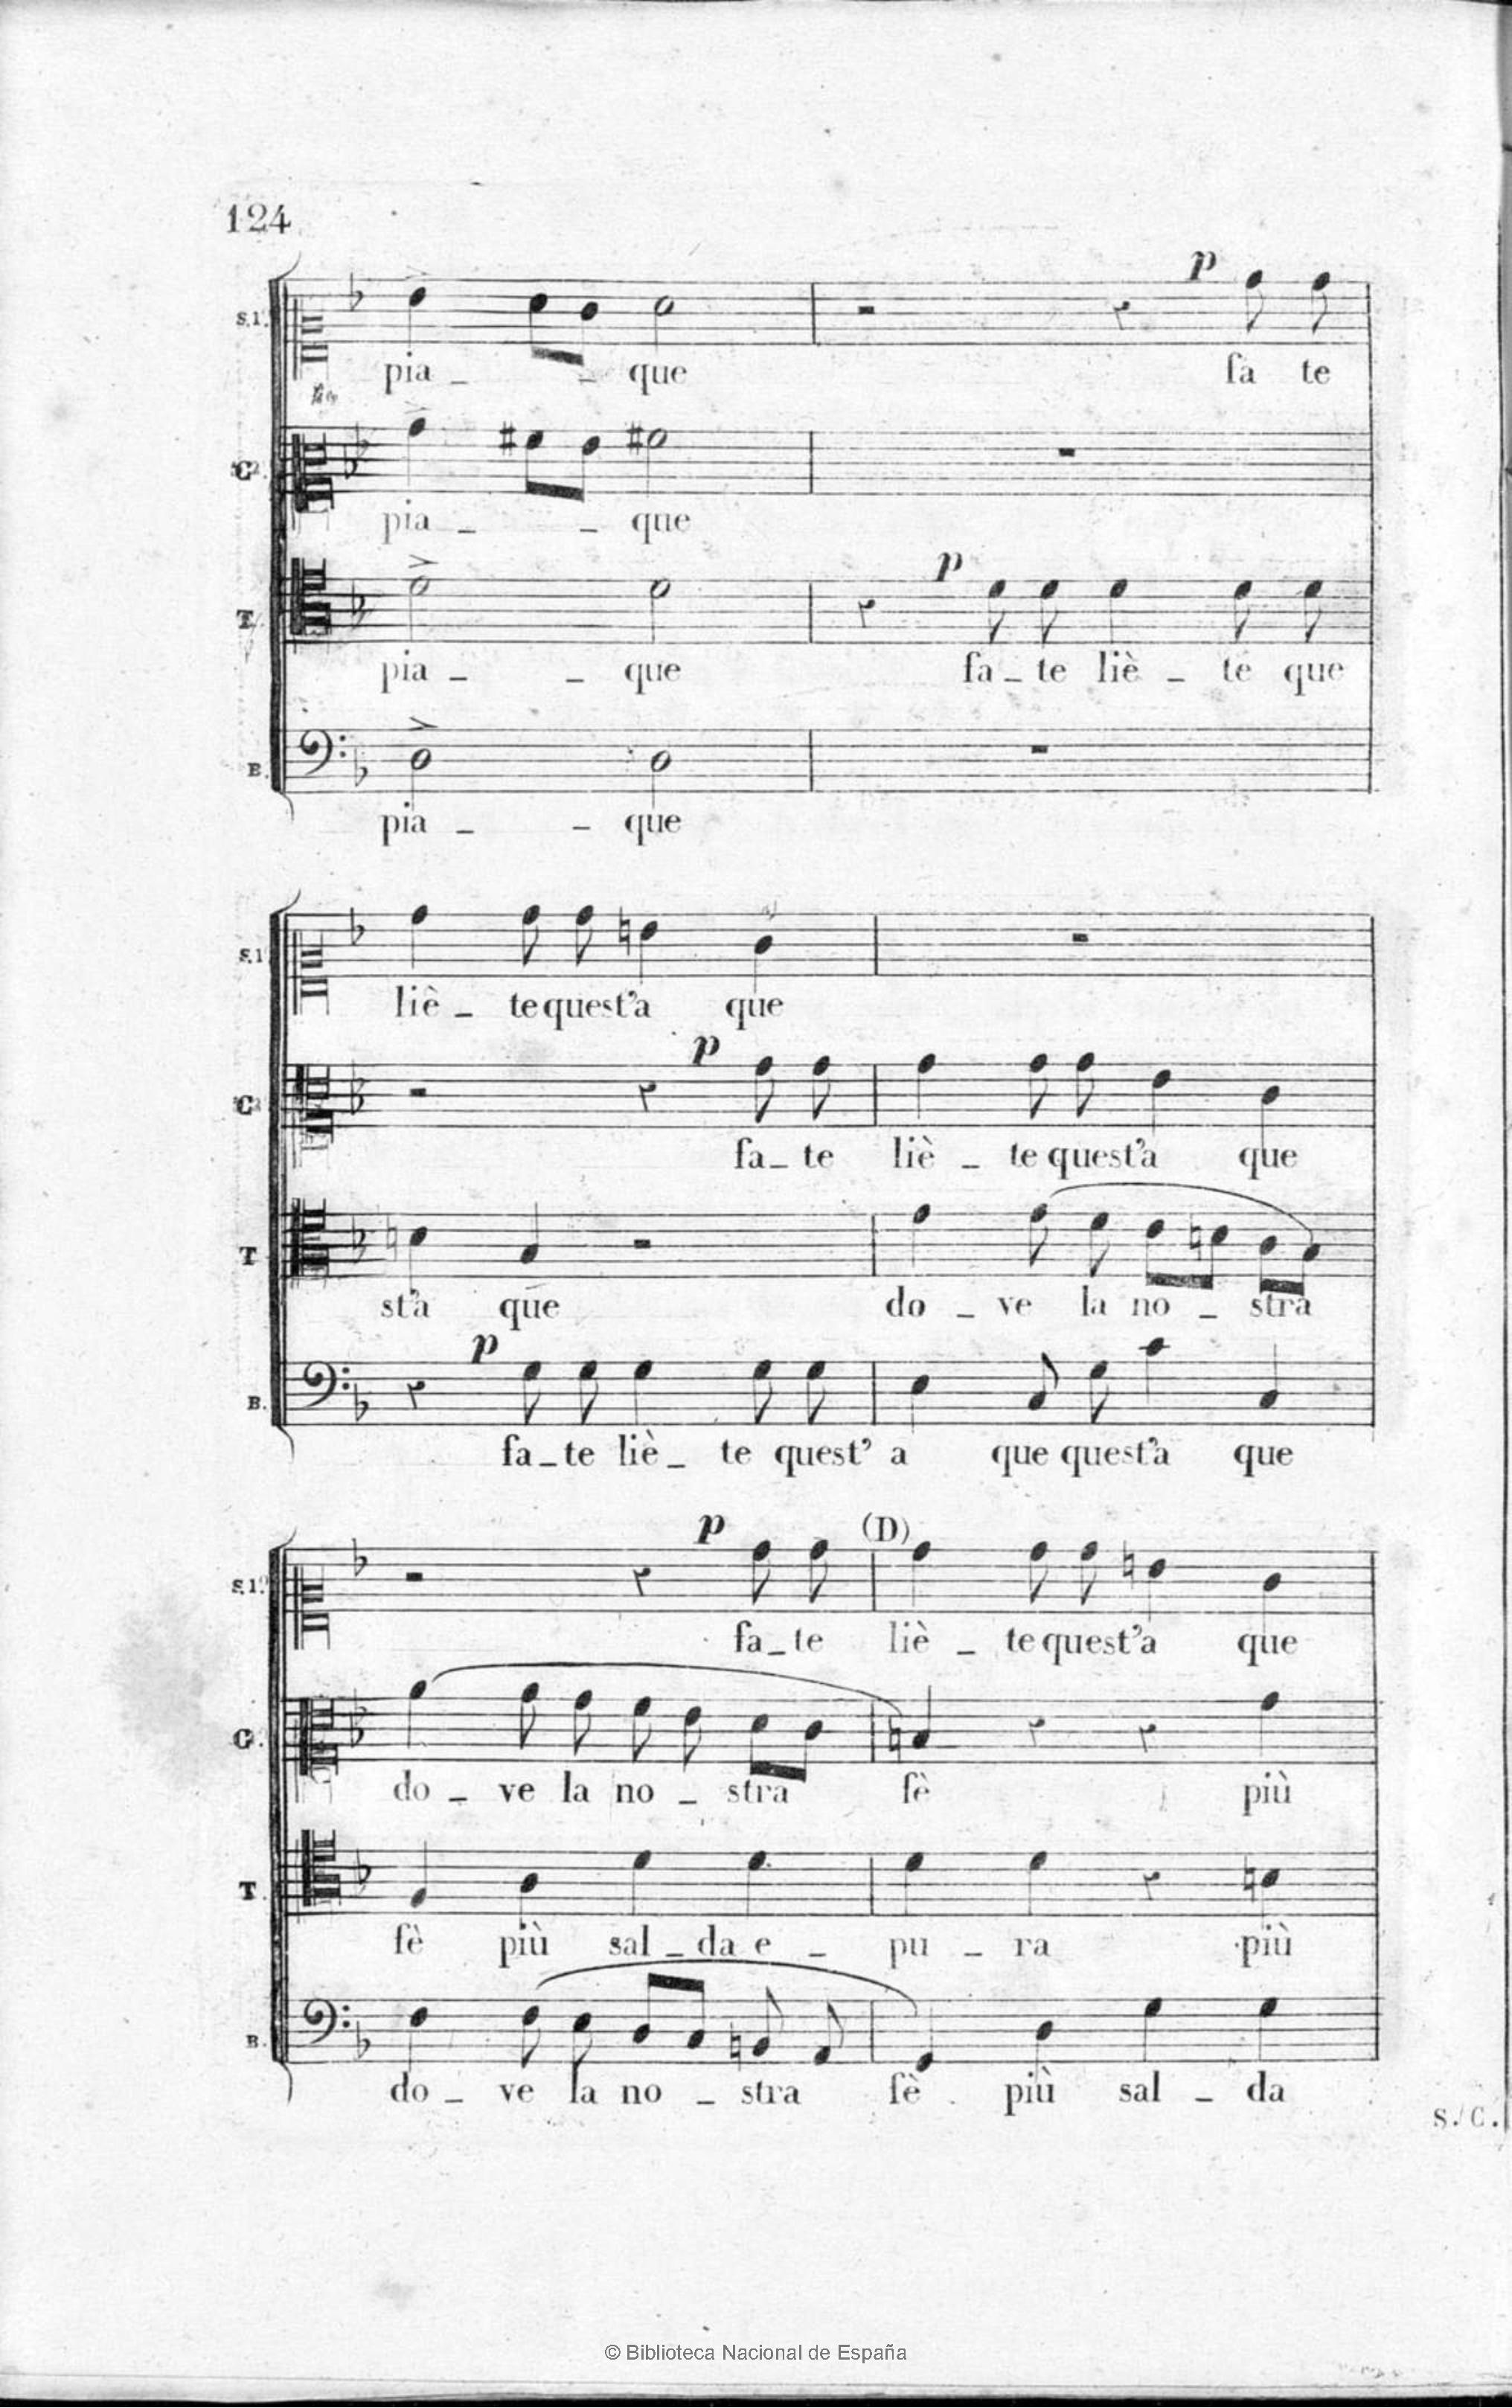 124
p
S.1º
pia _ _ que fa te
C.
pia _ _ que
p
T.
pia _ _ que fa _ te liè _ te que
B.
pia _ _ que
S.1
liè _ te quest'a que
p
C
fa _ te liè _ te quest'a que
T
st'a que do _ ve la no _ stra
p
B.
fa _ te liè _ te quest' a que quest'a que
p (D)
S.1º
fa _ te liè _ te quest'a que
C.
do _ ve la no _ stra fè più
T.
fè più sal _ da e _ pu _ ra più
B.
do _ ve la no _ stra fè più sal _ da
S./C.
© Biblioteca Nacional de España